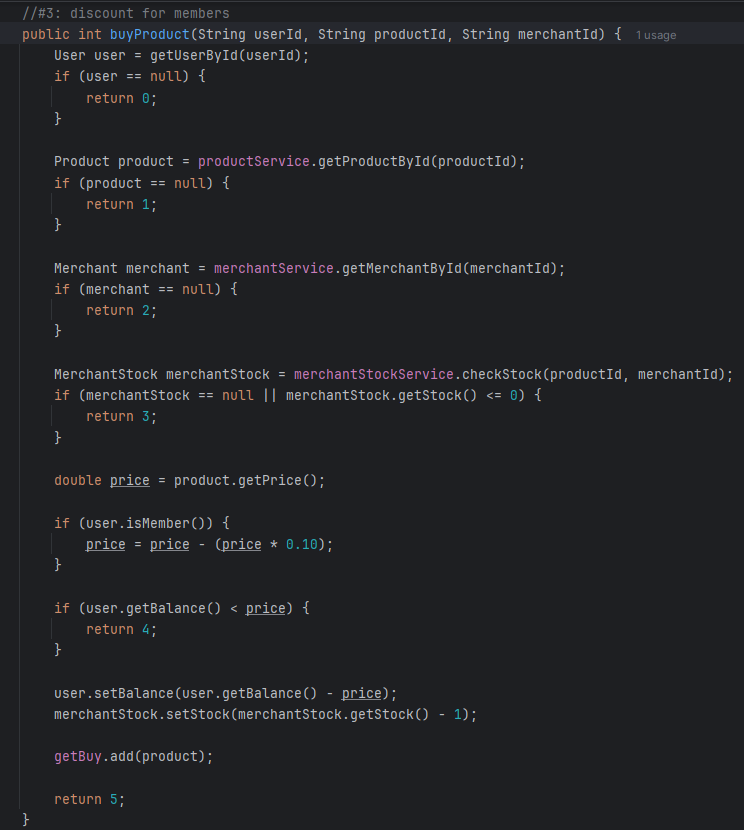 //#3: discount for members
public int buyProduct(String userId, String productId, String merchantId) { 1 usage
    User user = getUserById(userId);
    if (user == null) {
        return 0;
    }

    Product product = productService.getProductById(productId);
    if (product == null) {
        return 1;
    }

    Merchant merchant = merchantService.getMerchantById(merchantId);
    if (merchant == null) {
        return 2;
    }

    MerchantStock merchantStock = merchantStockService.checkStock(productId, merchantId);
    if (merchantStock == null || merchantStock.getStock() <= 0) {
        return 3;
    }

    double price = product.getPrice();

    if (user.isMember()) {
        price = price - (price * 0.10);
    }

    if (user.getBalance() < price) {
        return 4;
    }

    user.setBalance(user.getBalance() - price);
    merchantStock.setStock(merchantStock.getStock() - 1);

    getBuy.add(product);

    return 5;
}